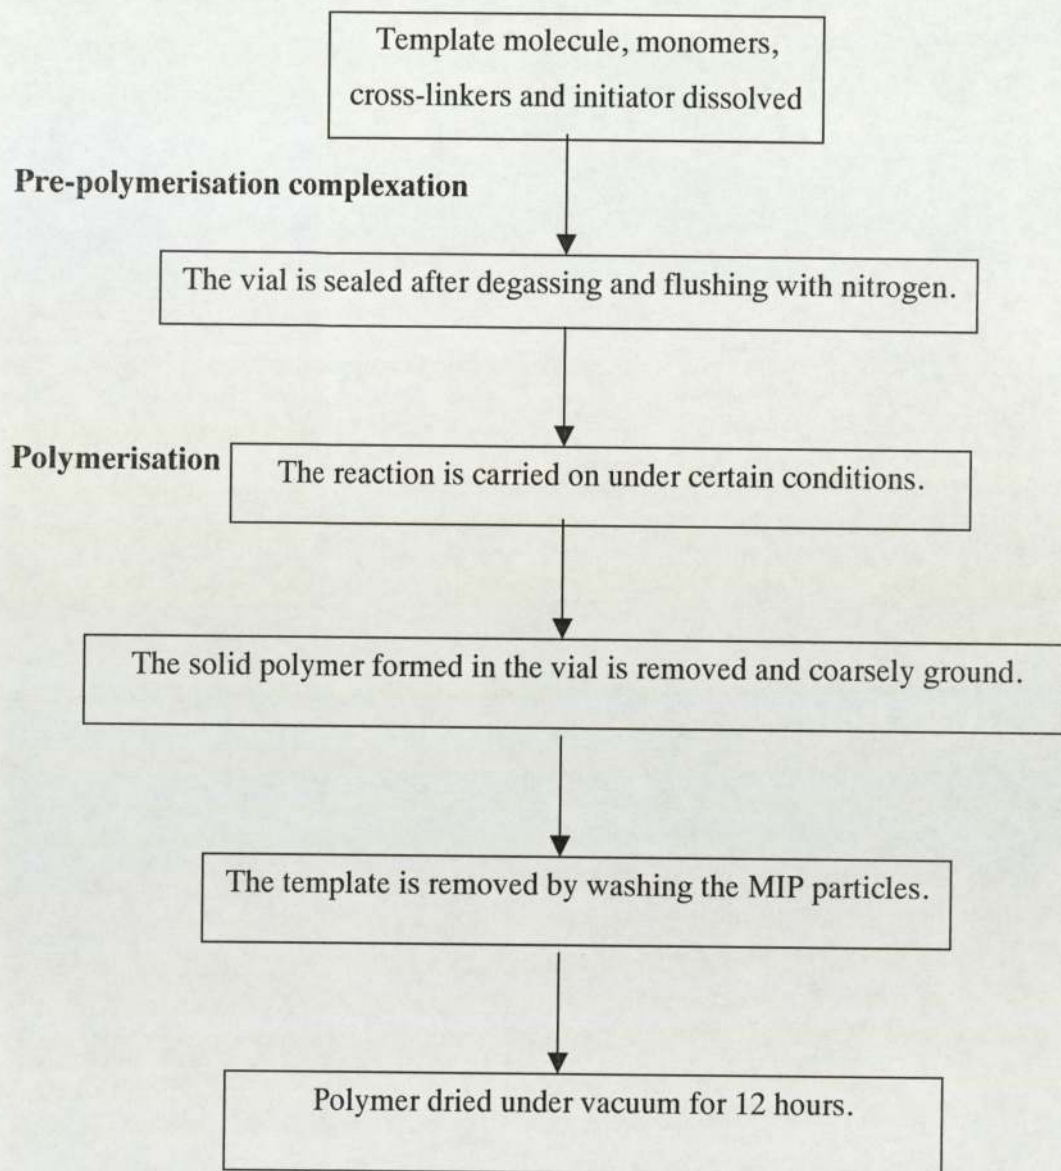 Template molecule, monomers,
cross-linkers and initiator dissolved
Pre-polymerisation complexation
The vial is sealed after degassing and flushing with nitrogen.
Polymerisation
The reaction is carried on under certain conditions.
The solid polymer formed in the vial is removed and coarsely ground.
The template is removed by washing the MIP particles.
Polymer dried under vacuum for 12 hours.